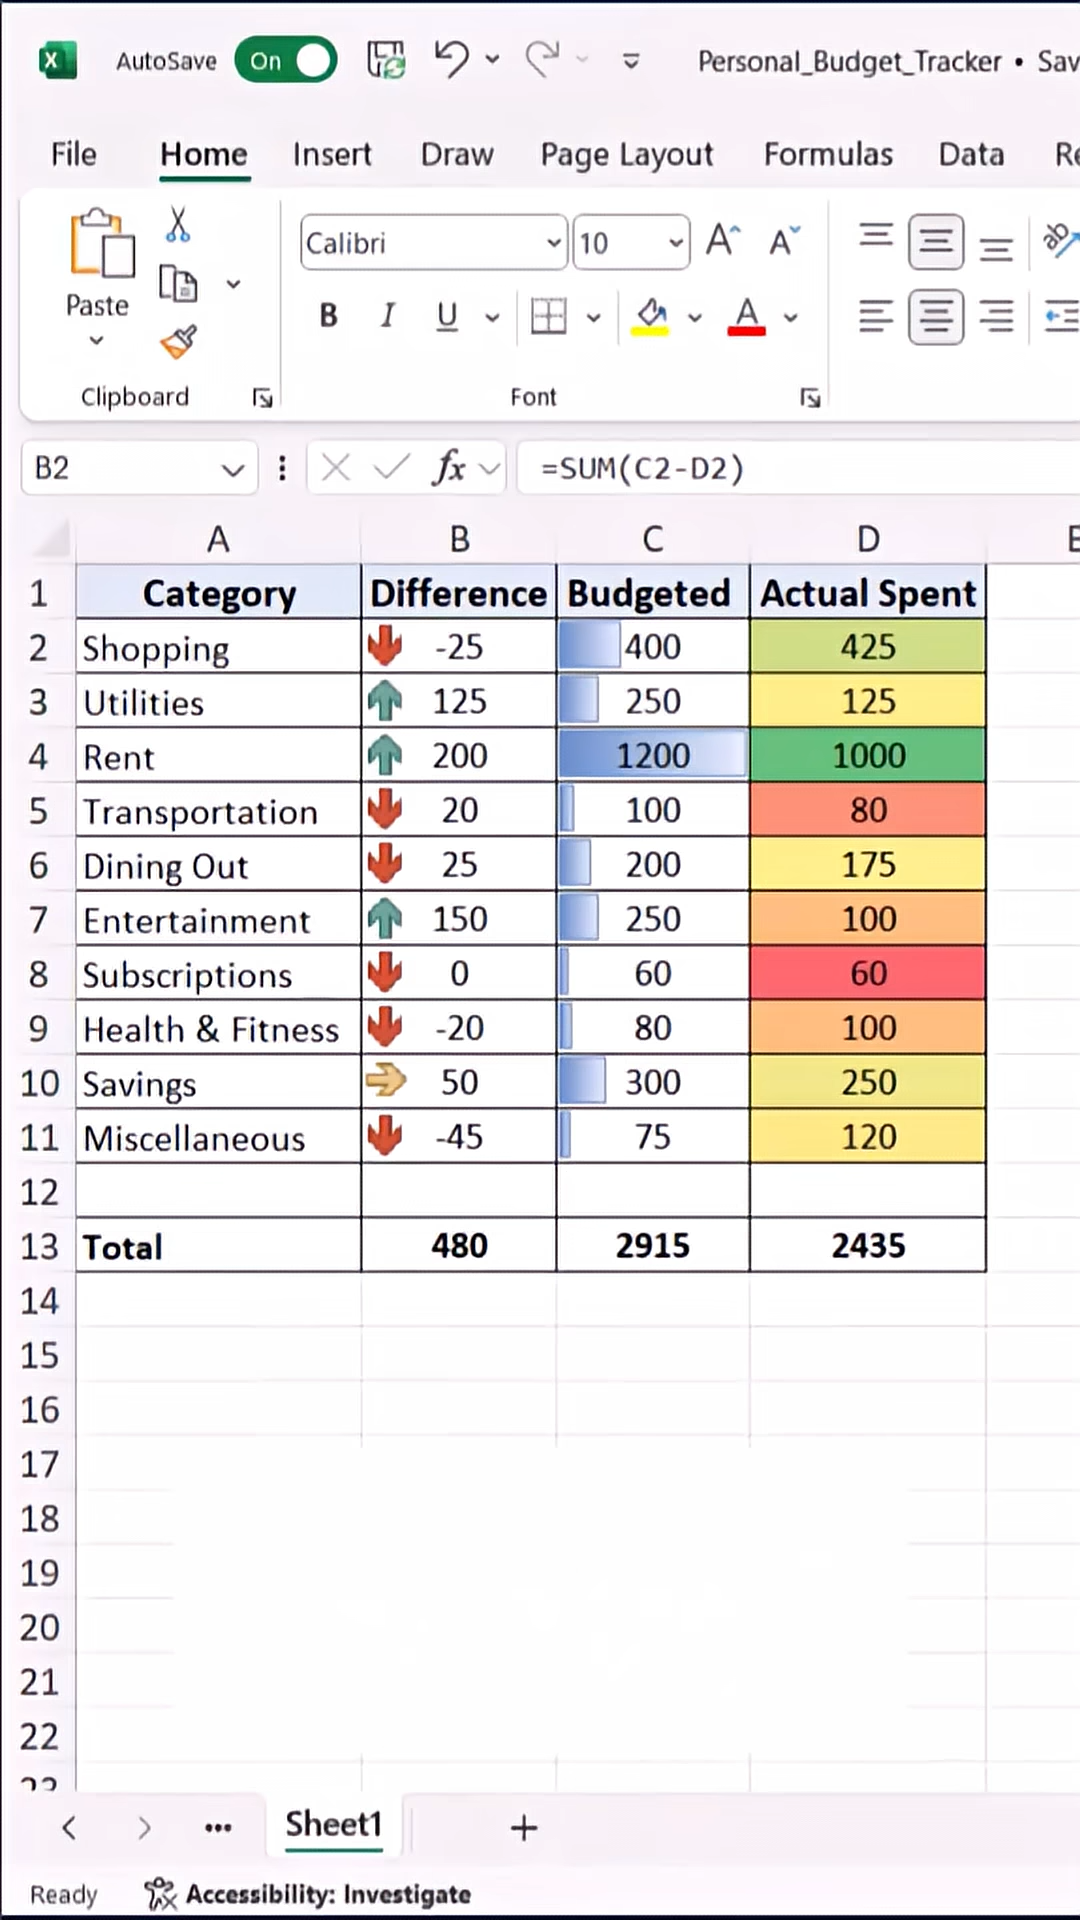 AutoSave On Personal_Budget_Tracker • Sav
File Home Insert Draw Page Layout Formulas Data Re
Paste
Calibri 10 A A ab
B I U A
Clipboard Font
B2 fx =SUM(C2-D2)
A B C D E
1 Category Difference Budgeted Actual Spent
2 Shopping -25 400 425
3 Utilities 125 250 125
4 Rent 200 1200 1000
5 Transportation 20 100 80
6 Dining Out 25 200 175
7 Entertainment 150 250 100
8 Subscriptions 0 60 60
9 Health & Fitness -20 80 100
10 Savings 50 300 250
11 Miscellaneous -45 75 120
12
13 Total 480 2915 2435
14
15
16
17
18
19
20
21
22
23
Sheet1
Ready Accessibility: Investigate